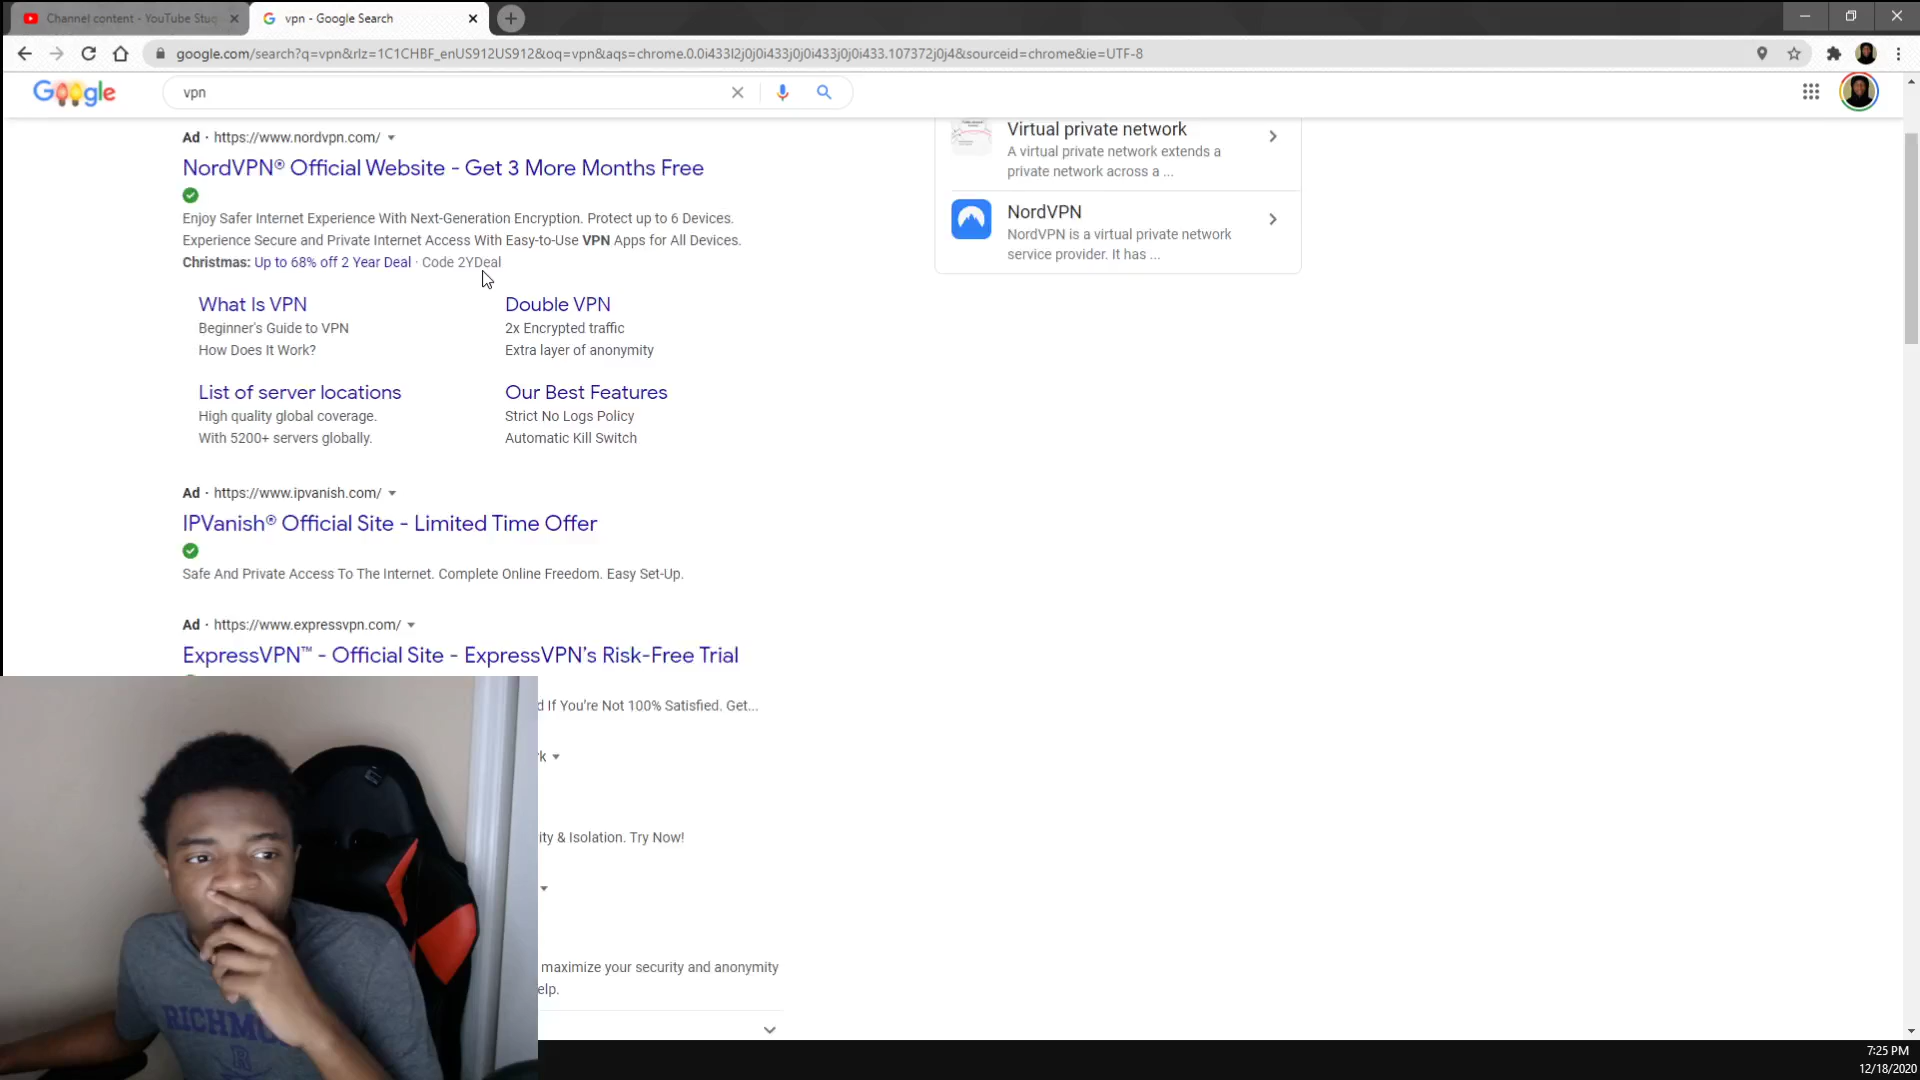 Channel content - YouTube Stu
vpn - Google Search
google.com/search?q=vpn&rlz=1C1CHBF_enUS912US912&oq=vpn&aqs=chrome.0.0i433l2j0j0i433j0j0i433j0j0i433.107372j0j4&sourceid=chrome&ie=UTF-8
Google
vpn
Ad · https://www.nordvpn.com/
NordVPN® Official Website - Get 3 More Months Free
Enjoy Safer Internet Experience With Next-Generation Encryption. Protect up to 6 Devices.
Experience Secure and Private Internet Access With Easy-to-Use VPN Apps for All Devices.
Christmas: Up to 68% off 2 Year Deal · Code 2YDeal
What Is VPN
Beginner's Guide to VPN
How Does It Work?
Double VPN
2x Encrypted traffic
Extra layer of anonymity
List of server locations
High quality global coverage.
With 5200+ servers globally.
Our Best Features
Strict No Logs Policy
Automatic Kill Switch
Ad · https://www.ipvanish.com/
IPVanish® Official Site - Limited Time Offer
Safe And Private Access To The Internet. Complete Online Freedom. Easy Set-Up.
Ad · https://www.expressvpn.com/
ExpressVPN™ - Official Site - ExpressVPN's Risk-Free Trial
d If You're Not 100% Satisfied. Get...
rk
ity & Isolation. Try Now!
maximize your security and anonymity
elp.
Virtual private network
A virtual private network extends a
private network across a ...
NordVPN
NordVPN is a virtual private network
service provider. It has ...
RICHM
R
7:25 PM
12/18/2020